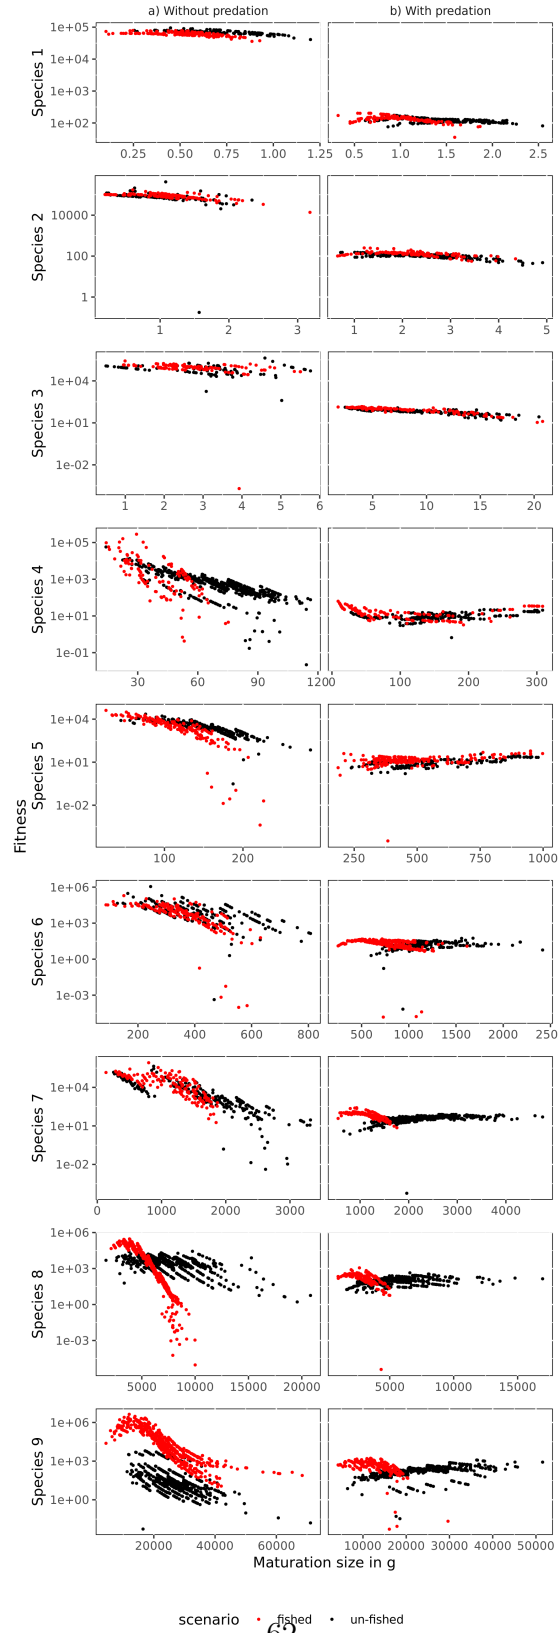 a) Without predation b) With predation
Species 1
1e+05
1e+04
1e+03
1e+02
0.25 0.50 0.75 1.00 1.25
0.5 1.0 1.5 2.0 2.5
Species 2
10000
100
1
1 2 3
1 2 3 4 5
Species 3
1e+04
1e+01
1e-02
1 2 3 4 5 6
5 10 15 20
Species 4
1e+05
1e+03
1e+01
1e-01
30 60 90 120
0 100 200 300
Fitness
Species 5
1e+04
1e+01
1e-02
100 200
250 500 750 1000
Species 6
1e+06
1e+03
1e+00
1e-03
200 400 600 800
500 1000 1500 2000 2500
Species 7
1e+04
1e+01
1e-02
0 1000 2000 3000
1000 2000 3000 4000
Species 8
1e+06
1e+03
1e+00
1e-03
5000 10000 15000 20000
5000 10000 15000
Species 9
1e+06
1e+03
1e+00
20000 40000 60000
10000 20000 30000 40000 50000
Maturation size in g
scenario fished un-fished
62